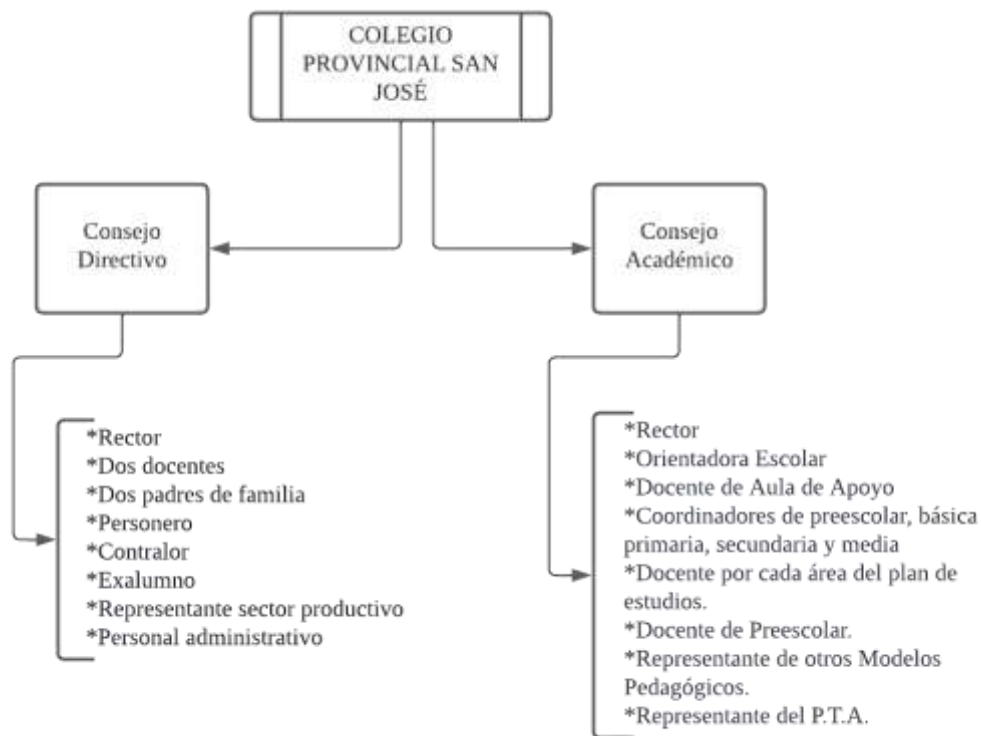 COLEGIO
PROVINCIAL SAN
JOSÉ
Consejo
Directivo
Consejo
Académico
*Rector
*Dos docentes
*Dos padres de familia
*Personero
*Contralor
*Exalumno
*Representante sector productivo
*Personal administrativo
*Rector
*Orientadora Escolar
*Docente de Aula de Apoyo
*Coordinadores de preescolar, básica
primaria, secundaria y media
*Docente por cada área del plan de
estudios.
*Docente de Preescolar.
*Representante de otros Modelos
Pedagógicos.
*Representante del P.T.A.